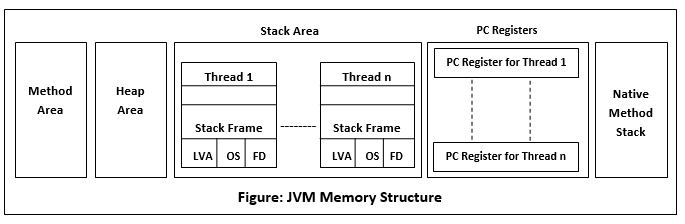 Stack Area
PC Registers
Method
Area
Heap
Area
Thread 1
Stack Frame
LVA OS FD
Thread n
Stack Frame
LVA OS FD
PC Register for Thread 1
PC Register for Thread n
Native
Method
Stack
Figure: JVM Memory Structure